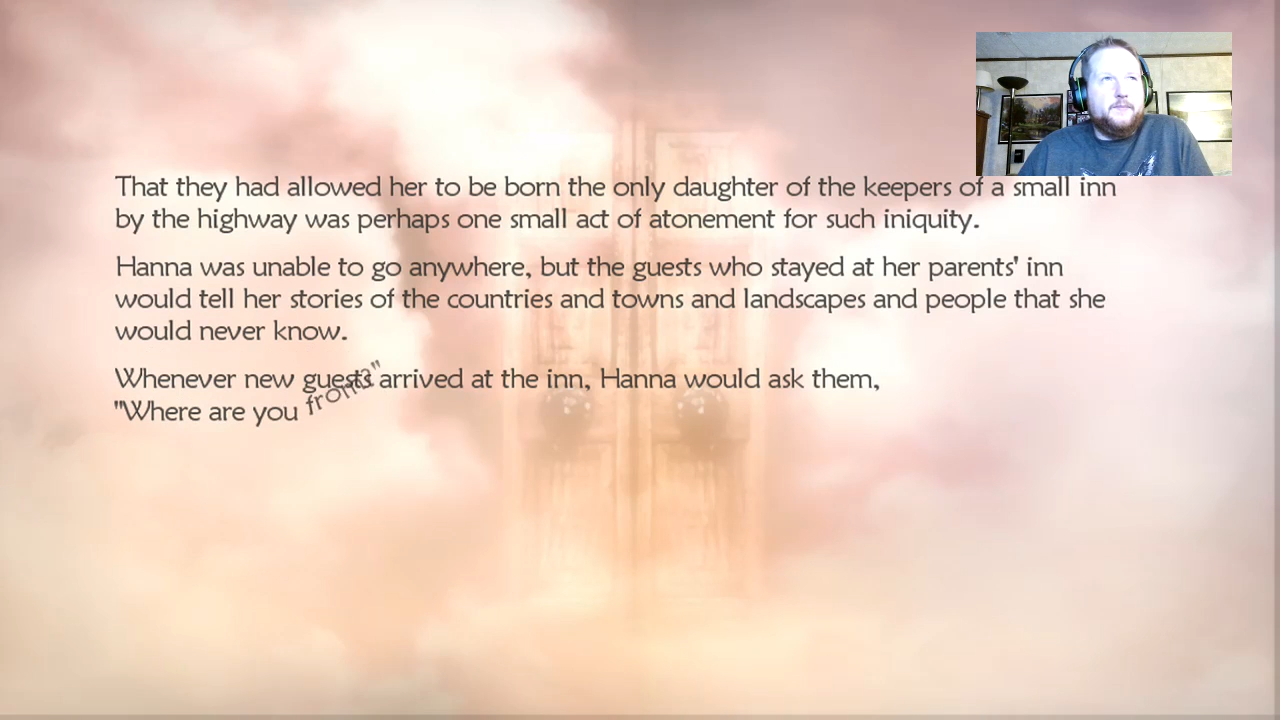 That they had allowed her to be born the only daughter of the keepers of a small inn
by the highway was perhaps one small act of atonement for such iniquity.
Hanna was unable to go anywhere, but the guests who stayed at her parents' inn
would tell her stories of the countries and towns and landscapes and people that she
would never know.
Whenever new guests arrived at the inn, Hanna would ask them,
"Where are you from?"